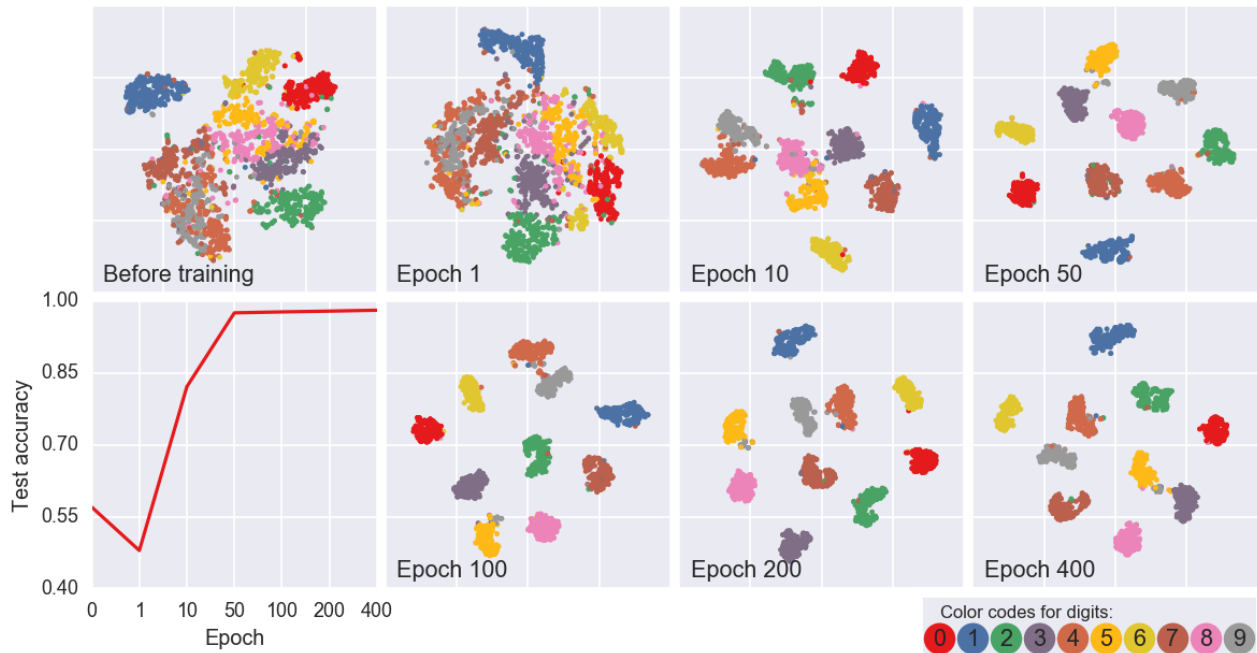 Before training
Epoch 1
Epoch 10
Epoch 50
1.00
0.85
0.70
0.55
0.40
Test accuracy
0 1 10 50 100 200 400
Epoch
Epoch 100
Epoch 200
Epoch 400
Color codes for digits:
0 1 2 3 4 5 6 7 8 9